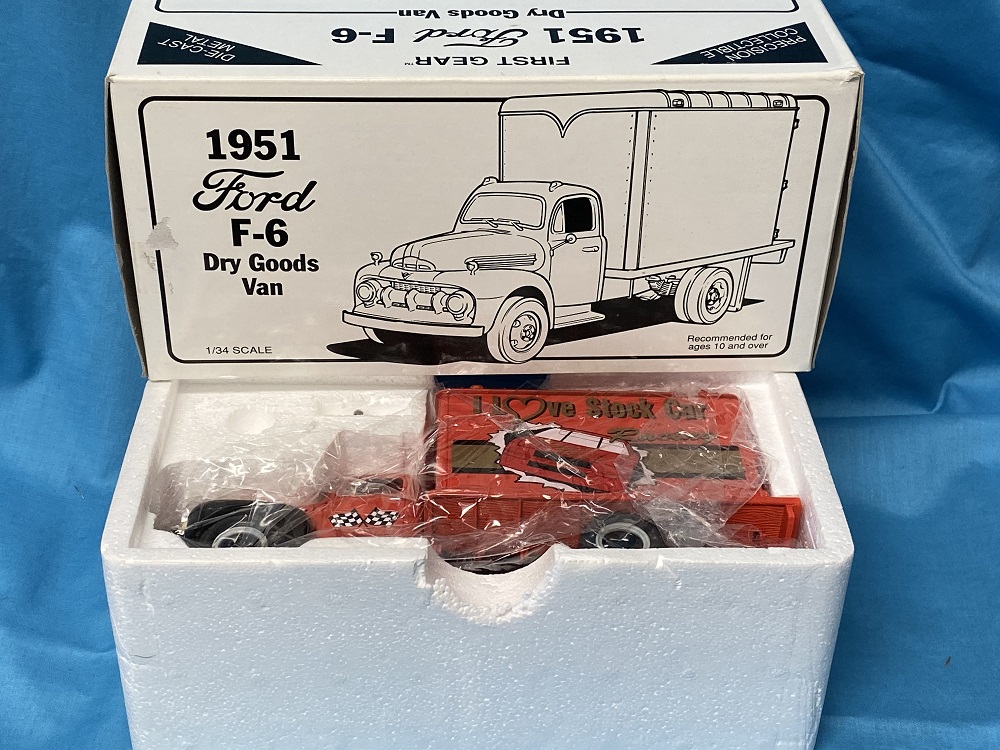 Dry Goods Van
1951 Ford F-6
FIRST GEAR™
DIE-CAST
METAL
PRECISION
COLLECTIBLE
1951
Ford
F-6
Dry Goods
Van
1/34 SCALE
Recommended for
ages 10 and over
I Love Stock Car